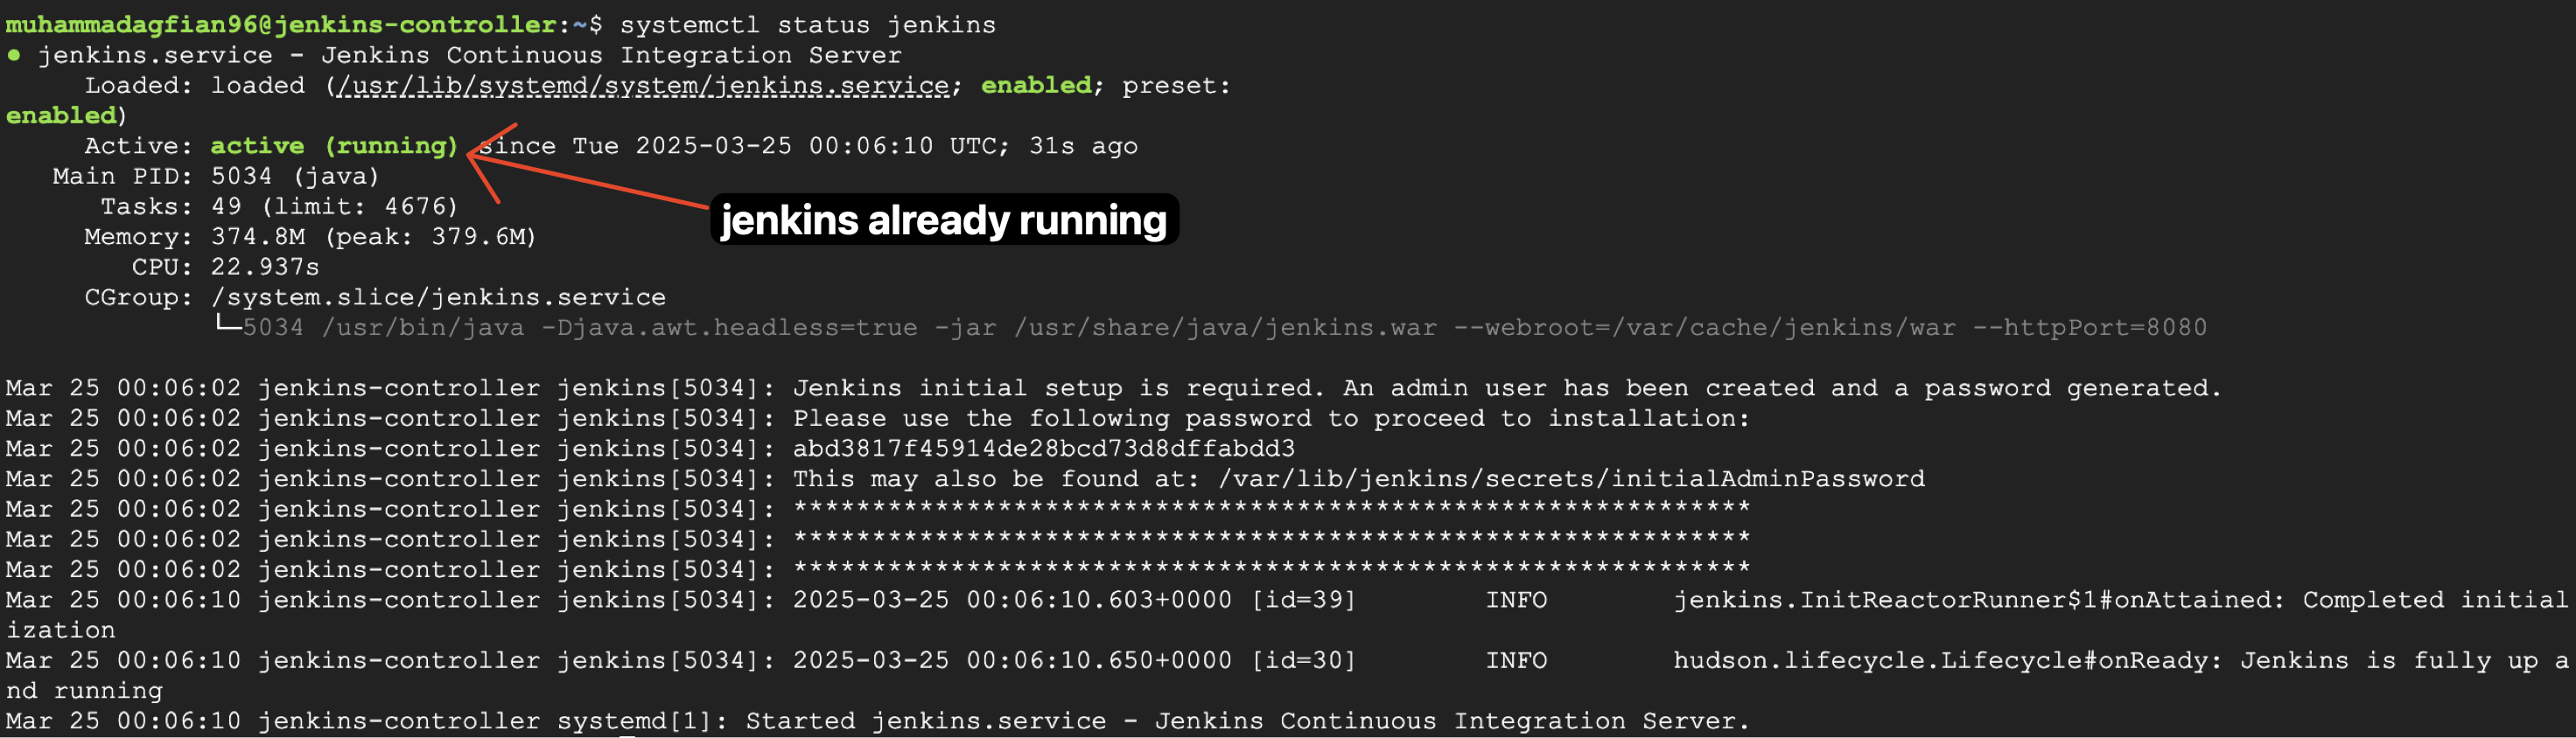 muhammadagfian96@jenkins-controller:~$ systemctl status jenkins
● jenkins.service - Jenkins Continuous Integration Server
     Loaded: loaded (/usr/lib/systemd/system/jenkins.service; enabled; preset:
enabled)
     Active: active (running) since Tue 2025-03-25 00:06:10 UTC; 31s ago
   Main PID: 5034 (java)
      Tasks: 49 (limit: 4676)
jenkins already running
     Memory: 374.8M (peak: 379.6M)
        CPU: 22.937s
     CGroup: /system.slice/jenkins.service
             └─5034 /usr/bin/java -Djava.awt.headless=true -jar /usr/share/java/jenkins.war --webroot=/var/cache/jenkins/war --httpPort=8080
Mar 25 00:06:02 jenkins-controller jenkins[5034]: Jenkins initial setup is required. An admin user has been created and a password generated.
Mar 25 00:06:02 jenkins-controller jenkins[5034]: Please use the following password to proceed to installation:
Mar 25 00:06:02 jenkins-controller jenkins[5034]: abd3817f45914de28bcd73d8dffabdd3
Mar 25 00:06:02 jenkins-controller jenkins[5034]: This may also be found at: /var/lib/jenkins/secrets/initialAdminPassword
Mar 25 00:06:02 jenkins-controller jenkins[5034]: *************************************************************
Mar 25 00:06:02 jenkins-controller jenkins[5034]: *************************************************************
Mar 25 00:06:02 jenkins-controller jenkins[5034]: *************************************************************
Mar 25 00:06:10 jenkins-controller jenkins[5034]: 2025-03-25 00:06:10.603+0000 [id=39]        INFO        jenkins.InitReactorRunner$1#onAttained: Completed initial
ization
Mar 25 00:06:10 jenkins-controller jenkins[5034]: 2025-03-25 00:06:10.650+0000 [id=30]        INFO        hudson.lifecycle.Lifecycle#onReady: Jenkins is fully up a
nd running
Mar 25 00:06:10 jenkins-controller systemd[1]: Started jenkins.service - Jenkins Continuous Integration Server.